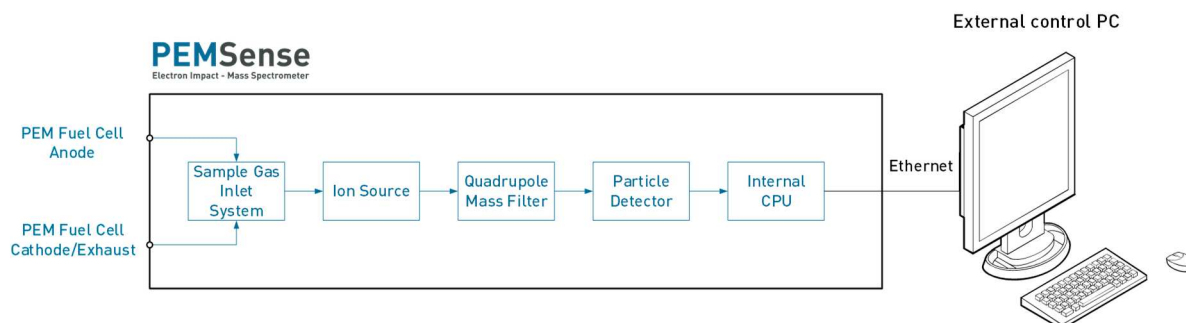 External control PC
PEMSense
Electron Impact - Mass Spectrometer
PEM Fuel Cell
Anode
Sample Gas
Inlet
System
Ion Source
Quadrupole
Mass Filter
Particle
Detector
Internal
CPU
Ethernet
PEM Fuel Cell
Cathode/Exhaust